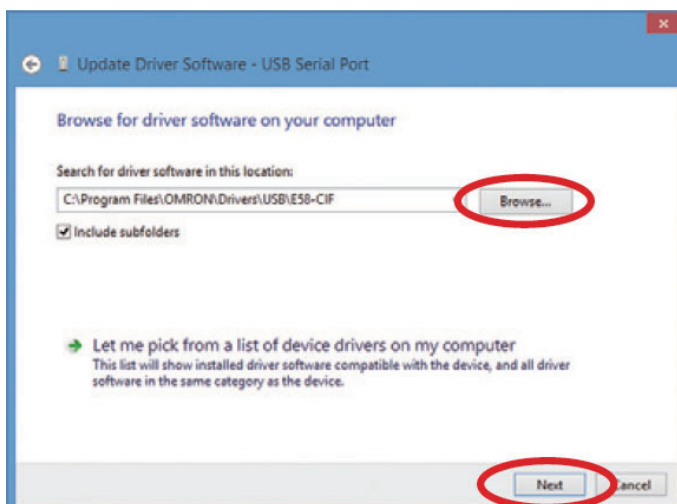 Update Driver Software - USB Serial Port
Browse for driver software on your computer
Search for driver software in this location:
C:\Program Files\OMRON\Drivers\USB\E58-CIF
Browse...
Include subfolders
Let me pick from a list of device drivers on my computer
This list will show installed driver software compatible with the device, and all driver
software in the same category as the device.
Next
Cancel